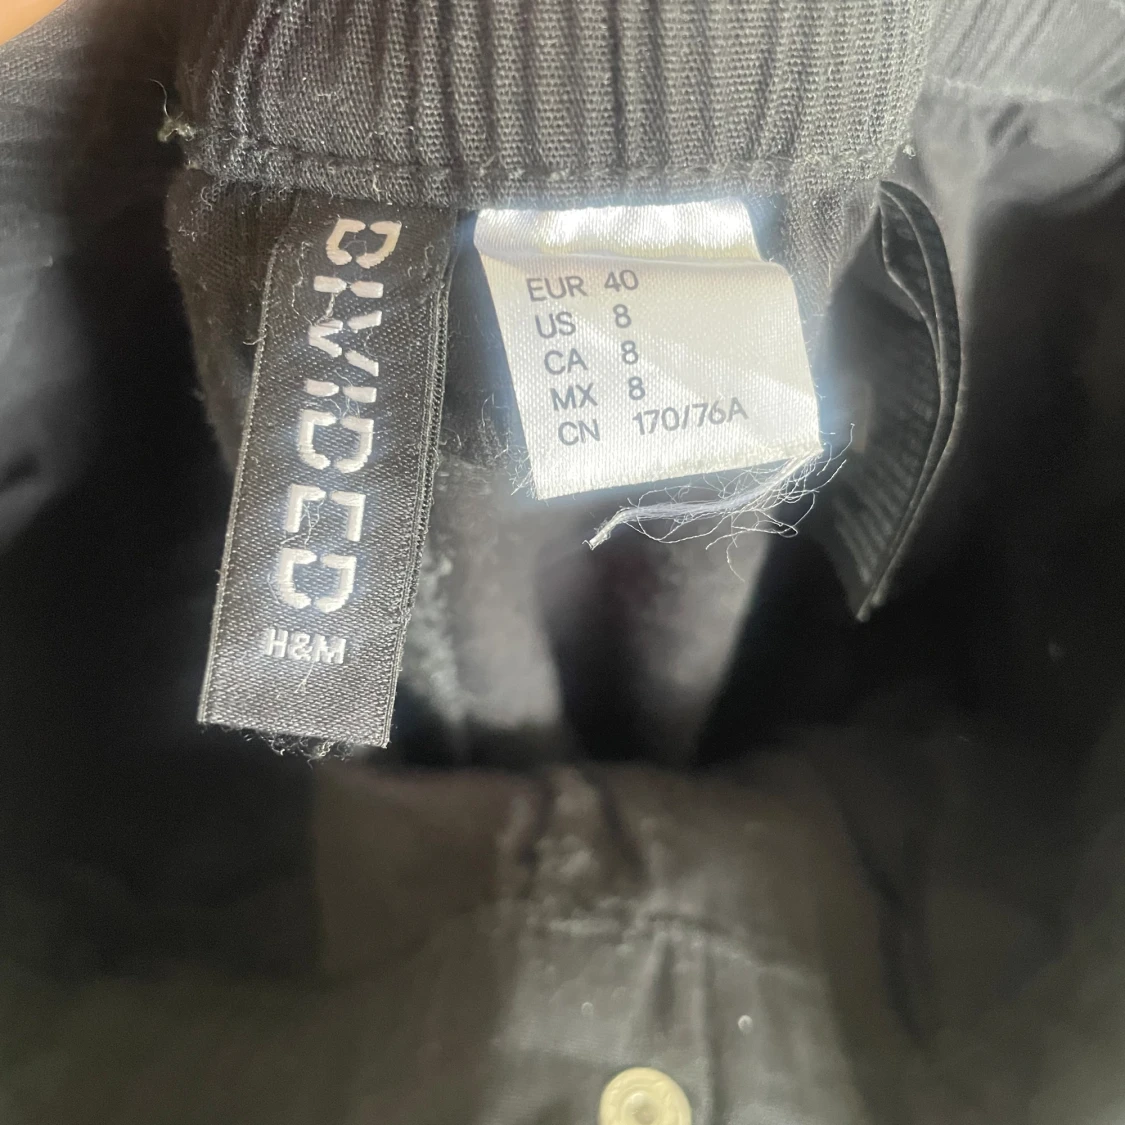 DIVIDED
H&M
EUR 40
US 8
CA 8
MX 8
CN 170/76A